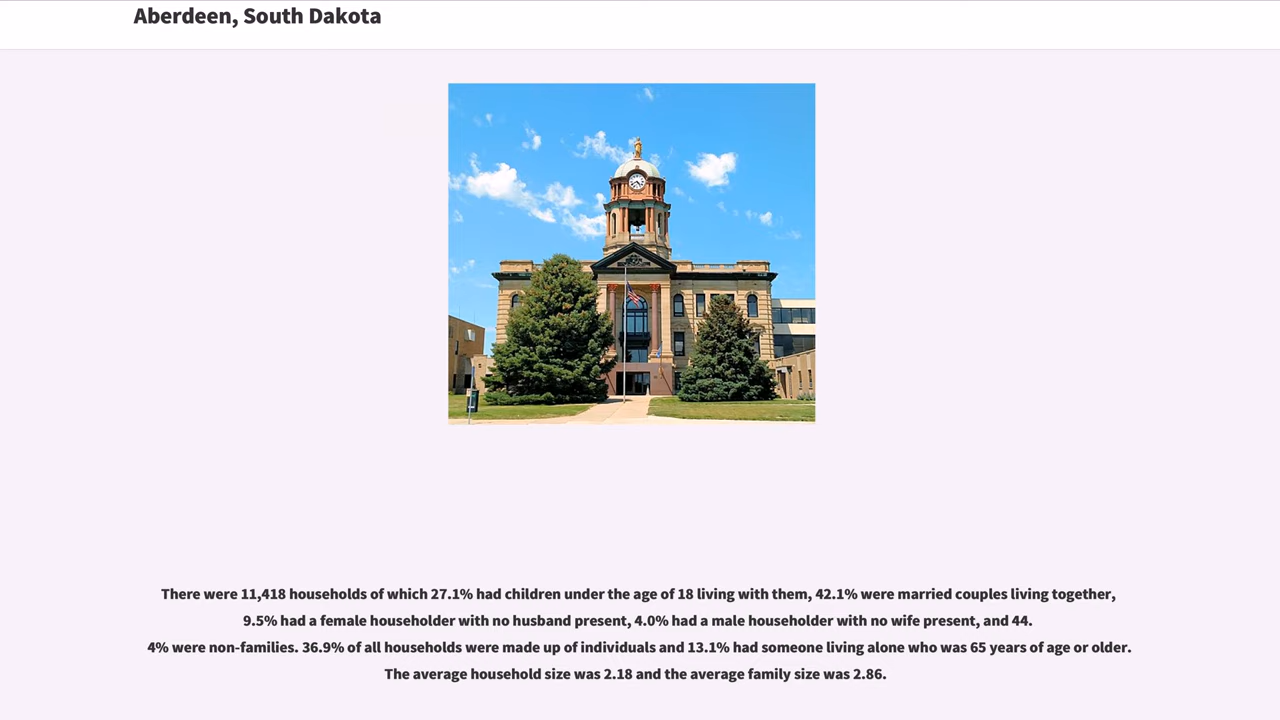 Aberdeen, South Dakota
There were 11,418 households of which 27.1% had children under the age of 18 living with them, 42.1% were married couples living together,
9.5% had a female householder with no husband present, 4.0% had a male householder with no wife present, and 44.
4% were non-families. 36.9% of all households were made up of individuals and 13.1% had someone living alone who was 65 years of age or older.
The average household size was 2.18 and the average family size was 2.86.